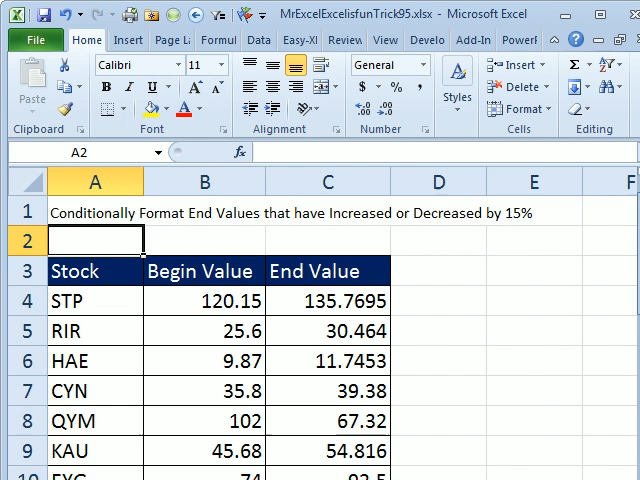 MrExcelExcelisfunTrick95.xlsx - Microsoft Excel
File Home Insert Page La Formul Data Easy-XI Review View Develo Add-In PowerF
Paste
Calibri 11
General
Styles
Insert
Delete
Format
Clipboard Font Alignment Number Cells Editing
A2 fx
A B C D E F
1 Conditionally Format End Values that have Increased or Decreased by 15%
2
3 Stock Begin Value End Value
4 STP 120.15 135.7695
5 RIR 25.6 30.464
6 HAE 9.87 11.7453
7 CYN 35.8 39.38
8 QYM 102 67.32
9 KAU 45.68 54.816